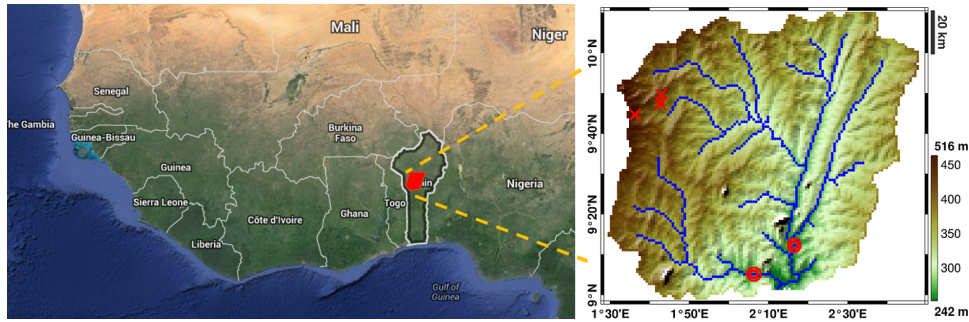 Mali
Niger
Senegal
The Gambia
Burkina
Faso
Guinea-Bissau
Guinea
Nigeria
Sierra Leone
Togo
Ghana
Côte d'Ivoire
Liberia
Gulf of
Guinea
20 km
10°N
9°40'N
9°20'N
9°N
1°30'E
1°50'E
2°10'E
2°30'E
516 m
450
400
350
300
242 m